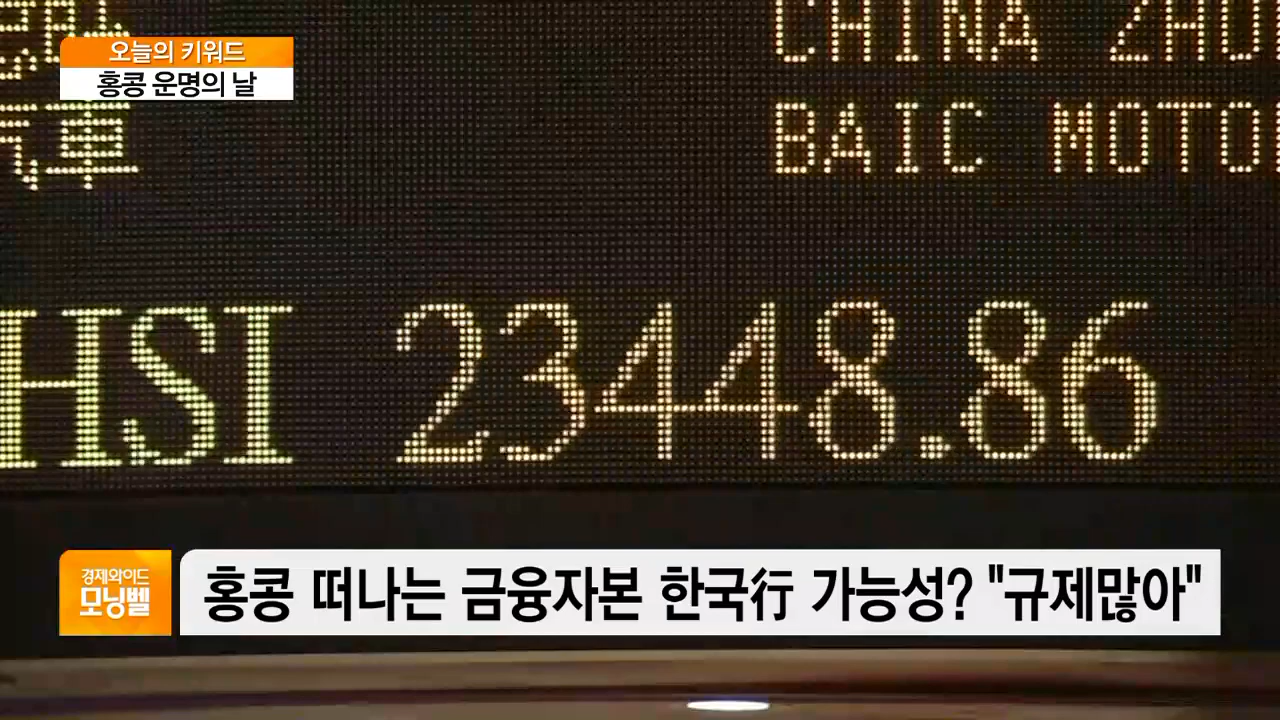 오늘의 키워드
홍콩 운명의 날
CHINA
汽車
BAIC
HSI 23448.86
경제와이드
모닝벨
홍콩 떠나는 금융자본 한국行 가능성? "규제많아"